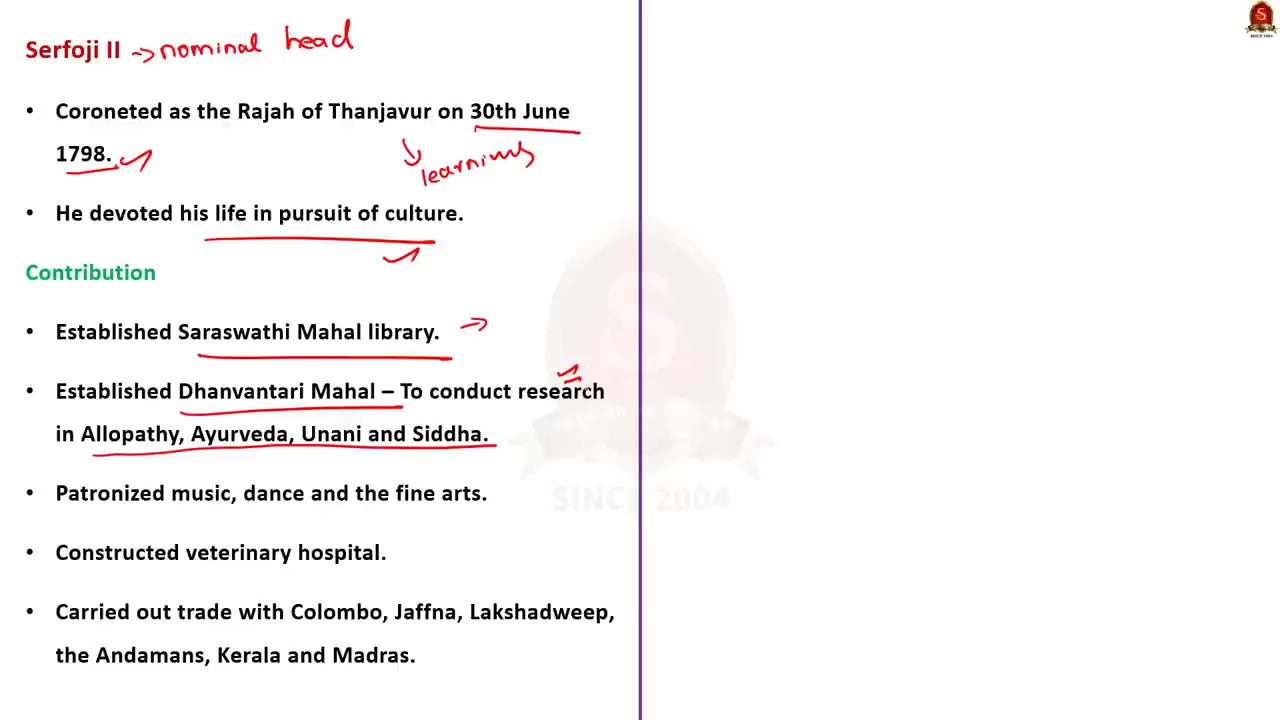 Serfoji II → nominal head
• Coroneted as the Rajah of Thanjavur on 30th June
1798.
learnings
• He devoted his life in pursuit of culture.
Contribution
• Established Saraswathi Mahal library. →
• Established Dhanvantari Mahal – To conduct research
in Allopathy, Ayurveda, Unani and Siddha.
• Patronized music, dance and the fine arts.
SINCE 2004
• Constructed veterinary hospital.
• Carried out trade with Colombo, Jaffna, Lakshadweep,
the Andamans, Kerala and Madras.
S
SINCE 2004